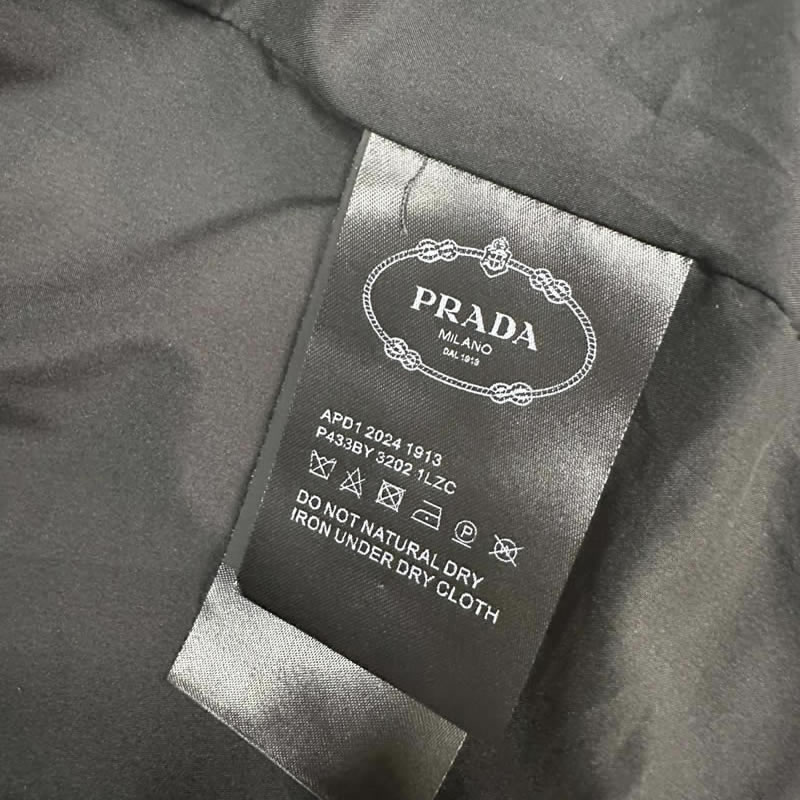 PRADA
MILANO
DAL 1913
APD1 2024 1913
P433BY 3202 1LZC
P
W
DO NOT NATURAL DRY
IRON UNDER DRY CLOTH